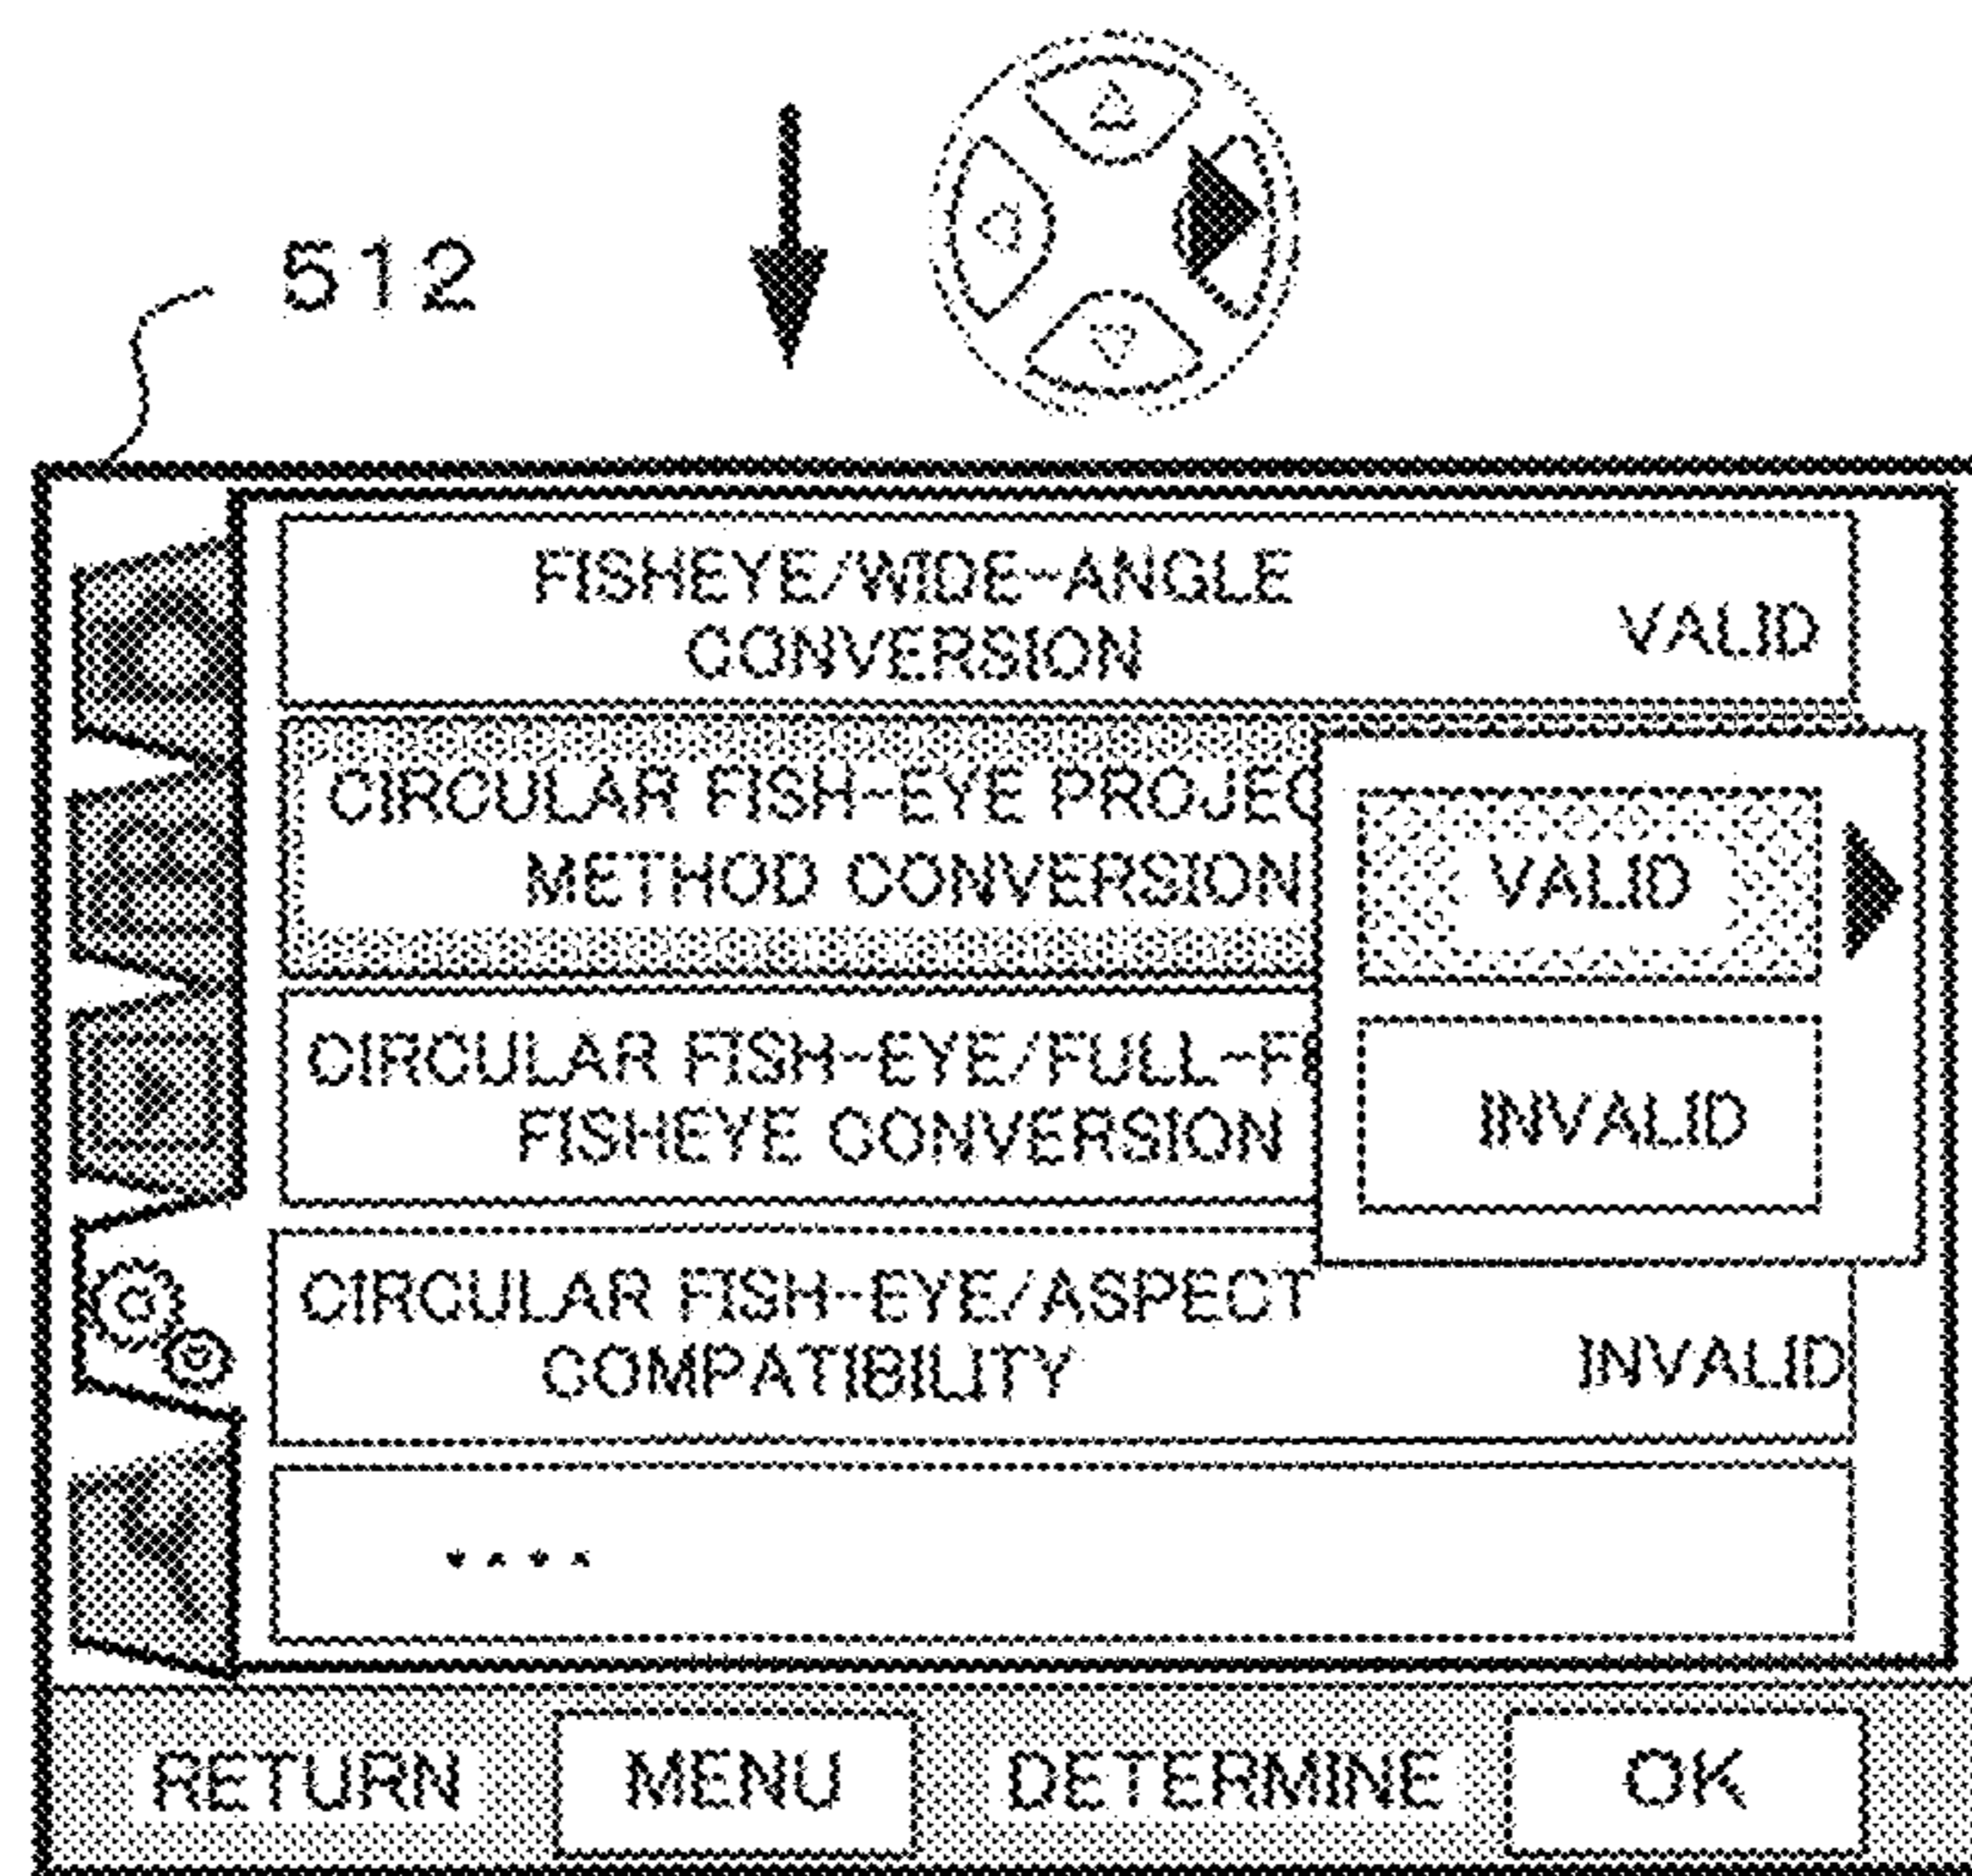 512
FISHEYE/WIDE-ANGLE
CONVERSION
VALID
CIRCULAR FISH-EYE PROJEC
METHOD CONVERSION
VALID
CIRCULAR FISH-EYE/FULL-F
FISHEYE CONVERSION
INVALID
CIRCULAR FISH-EYE/ASPECT
COMPATIBILITY
INVALID
....
RETURN MENU DETERMINE OK